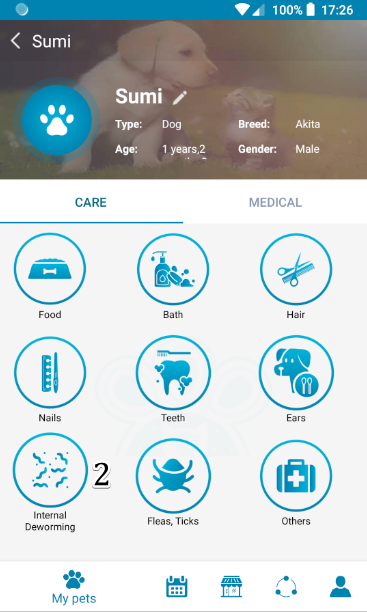 100% 17:26
Sumi
Sumi
Type: Dog Breed: Akita
Age: 1 years,2 Gender: Male
CARE MEDICAL
Food Bath Hair
Nails Teeth Ears
2
Internal
Deworming Fleas, Ticks Others
My pets